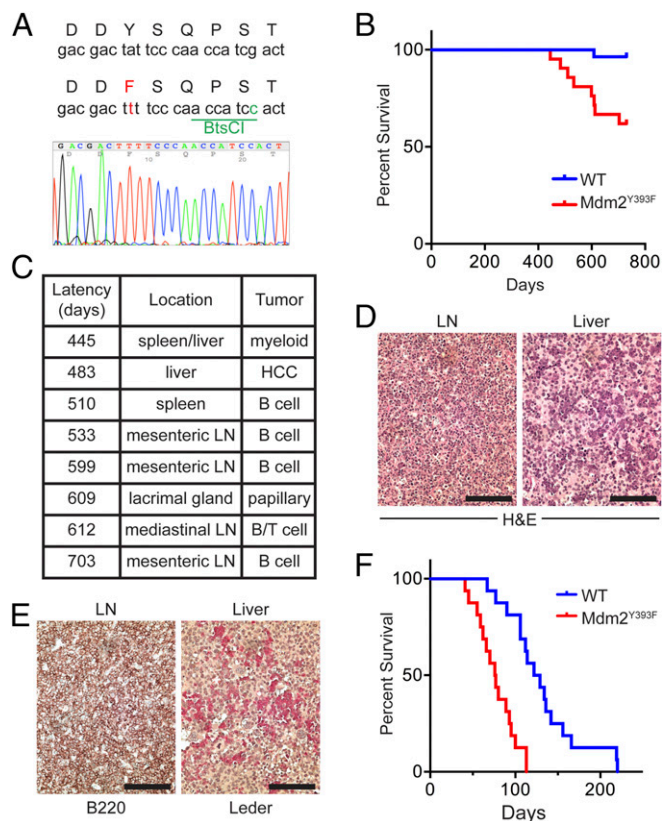 A
D D Y S Q P S T
gac gac tat tcc caa cca tcg act
D D F S Q P S T
gac gac ttt tcc caa cca tcc act
BtsCI
G A C G A C T T T T C C C A A C C A T C C A C T
D D F S Q P S T
10 20
B
Percent Survival
100
50
0
0 200 400 600 800
Days
WT
Mdm2Y393F
C
Latency (days) Location Tumor
445 spleen/liver myeloid
483 liver HCC
510 spleen B cell
533 mesenteric LN B cell
599 mesenteric LN B cell
609 lacrimal gland papillary
612 mediastinal LN B/T cell
703 mesenteric LN B cell
D
LN Liver
H&E
E
LN Liver
B220 Leder
F
Percent Survival
100
50
0
0 100 200
Days
WT
Mdm2Y393F